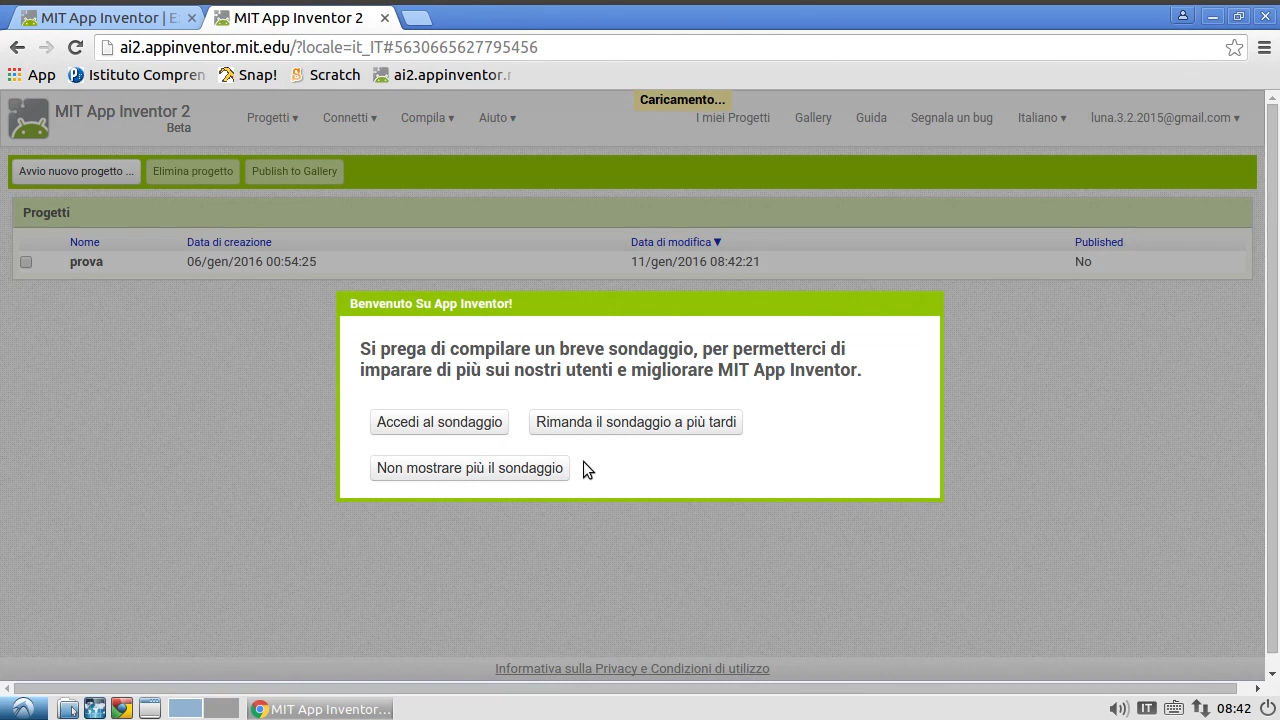 MIT App Inventor | E
MIT App Inventor 2
ai2.appinventor.mit.edu/?locale=it_IT#5630665627795456
App
Istituto Compren
Snap!
Scratch
ai2.appinventor.r
Caricamento...
MIT App Inventor 2
Beta
Progetti ▾
Connetti ▾
Compila ▾
Aiuto ▾
I miei Progetti
Gallery
Guida
Segnala un bug
Italiano ▾
luna.3.2.2015@gmail.com ▾
Avvio nuovo progetto ...
Elimina progetto
Publish to Gallery
Progetti
Nome
Data di creazione
Data di modifica ▼
Published
prova
06/gen/2016 00:54:25
11/gen/2016 08:42:21
No
Benvenuto Su App Inventor!
Si prega di compilare un breve sondaggio, per permetterci di
imparare di più sui nostri utenti e migliorare MIT App Inventor.
Accedi al sondaggio
Rimanda il sondaggio a più tardi
Non mostrare più il sondaggio
Informativa sulla Privacy e Condizioni di utilizzo
MIT App Inventor...
IT
08:42